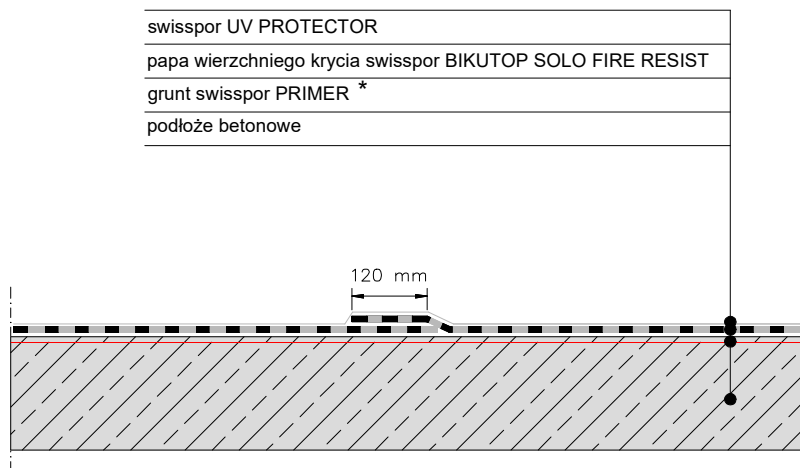 swisspor UV PROTECTOR
papa wierzchniego krycia swisspor BIKUTOP SOLO FIRE RESIST
grunt swisspor PRIMER *
podłoże betonowe
120 mm